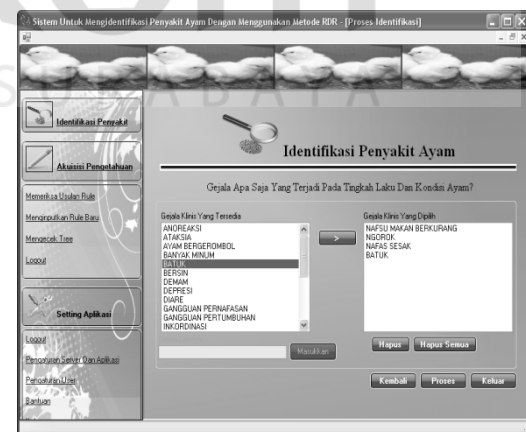 Sistem Untuk Mengidentifikasi Penyakit Ayam Dengan Menggunakan Metode RDR - [Proses Identifikasi]
SURABAYA
Identifikasi Penyakit
Akuisisi Pengetahuan
Memeriksa Usulan Rule
Menginputkan Rule Baru
Mengecek Tree
Logout
Setting Aplikasi
Logout
Pengaturan Server Dan Aplikasi
Pengaturan User
Bantuan
Identifikasi Penyakit Ayam
Gejala Apa Saja Yang Terjadi Pada Tingkah Laku Dan Kondisi Ayam?
Gejala Klinis Yang Tersedia
ANOREAKSI
ATAKSIA
AYAM BERGEROMBOL
BANYAK MINUM
BATUK
BERSIN
DEMAM
DEPRESI
DIARE
GANGGUAN PERNAFASAN
GANGGUAN PERTUMBUHAN
INKORDINASI
>
Masukkan
Gejala Klinis Yang Dipilih
NAFSU MAKAN BERKURANG
NGOROK
NAFAS SESAK
BATUK
Hapus Hapus Semua
Kembali Proses Keluar